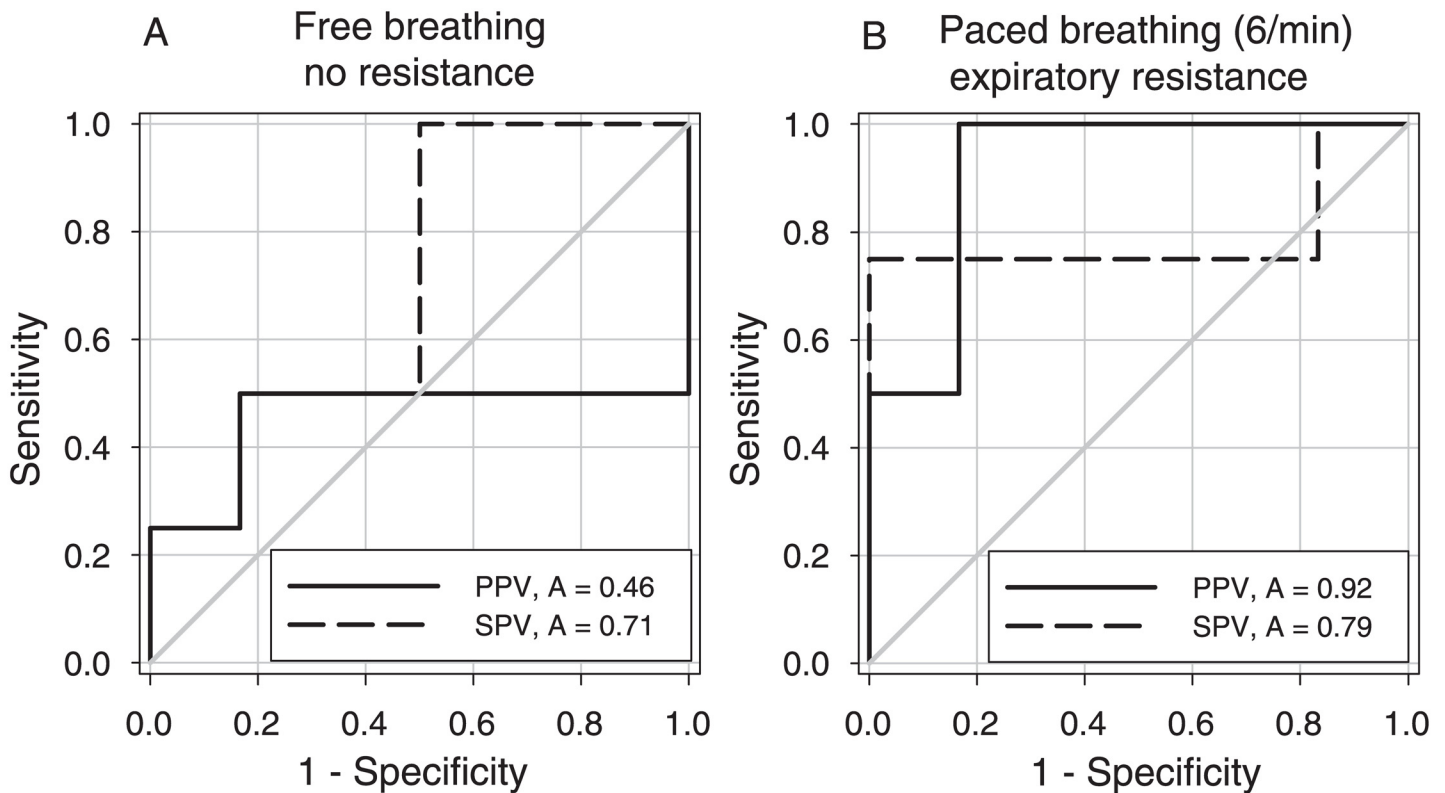 A
Free breathing
no resistance
1.0
0.8
0.6
0.4
0.2
0.0
Sensitivity
PPV, A = 0.46
SPV, A = 0.71
0.0 0.2 0.4 0.6 0.8 1.0
1 - Specificity
B
Paced breathing (6/min)
expiratory resistance
1.0
0.8
0.6
0.4
0.2
0.0
Sensitivity
PPV, A = 0.92
SPV, A = 0.79
0.0 0.2 0.4 0.6 0.8 1.0
1 - Specificity